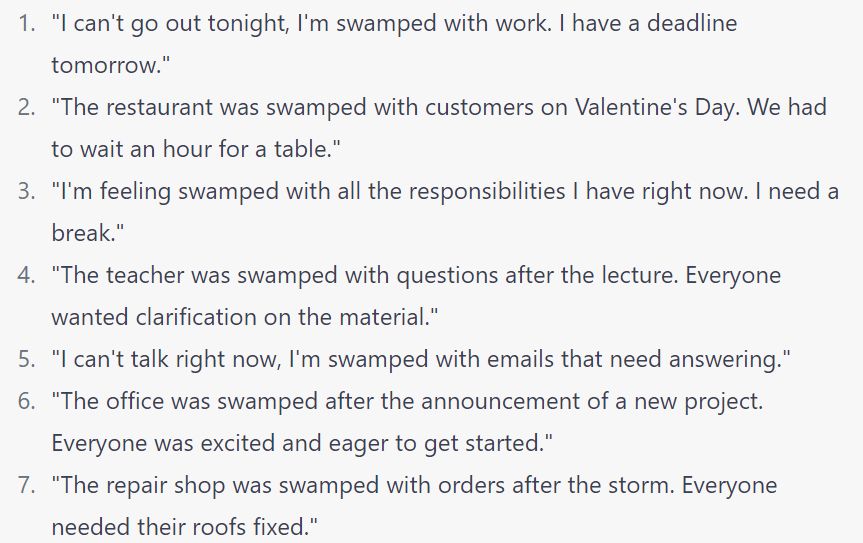 1. "I can't go out tonight, I'm swamped with work. I have a deadline
tomorrow."
2. "The restaurant was swamped with customers on Valentine's Day. We had
to wait an hour for a table."
3. "I'm feeling swamped with all the responsibilities I have right now. I need a
break."
4. "The teacher was swamped with questions after the lecture. Everyone
wanted clarification on the material."
5. "I can't talk right now, I'm swamped with emails that need answering."
6. "The office was swamped after the announcement of a new project.
Everyone was excited and eager to get started."
7. "The repair shop was swamped with orders after the storm. Everyone
needed their roofs fixed."